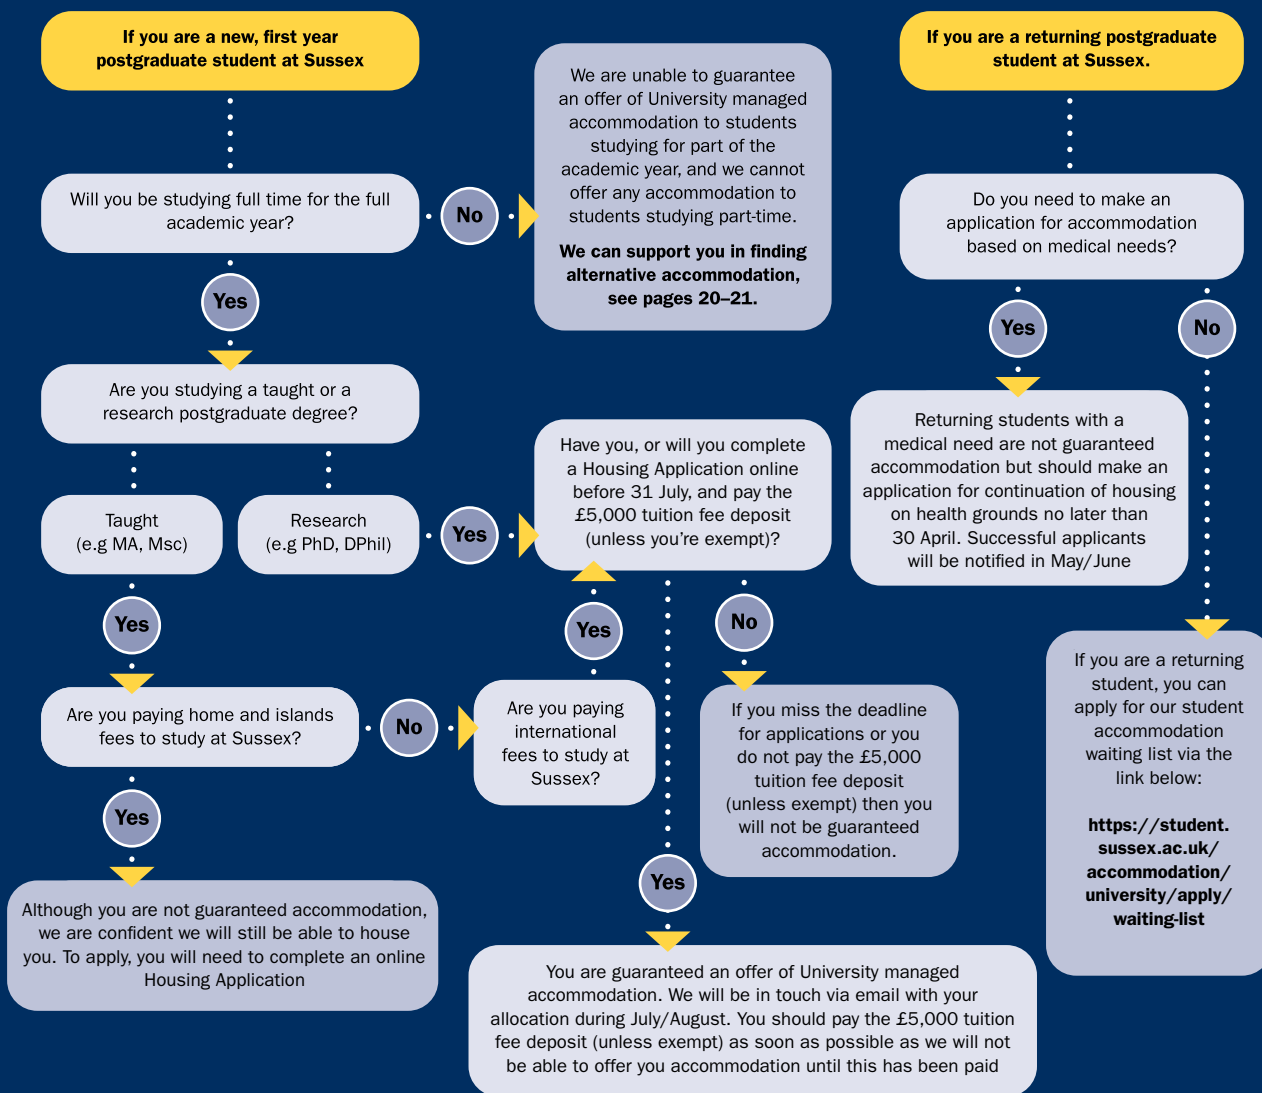 If you are a new, first year
postgraduate student at Sussex
Will you be studying full time for the full
academic year?
No
We are unable to guarantee
an offer of University managed
accommodation to students
studying for part of the
academic year, and we cannot
offer any accommodation to
students studying part-time.
We can support you in finding
alternative accommodation,
see pages 20–21.
Yes
Are you studying a taught or a
research postgraduate degree?
Taught
(e.g MA, Msc)
Research
(e.g PhD, DPhil)
Yes
Have you, or will you complete
a Housing Application online
before 31 July, and pay the
£5,000 tuition fee deposit
(unless you're exempt)?
Yes
Are you paying home and islands
fees to study at Sussex?
No
Are you paying
international
fees to study at
Sussex?
Yes
No
If you miss the deadline
for applications or you
do not pay the £5,000
tuition fee deposit
(unless exempt) then you
will not be guaranteed
accommodation.
Yes
Although you are not guaranteed accommodation,
we are confident we will still be able to house
you. To apply, you will need to complete an online
Housing Application
Yes
You are guaranteed an offer of University managed
accommodation. We will be in touch via email with your
allocation during July/August. You should pay the £5,000 tuition
fee deposit (unless exempt) as soon as possible as we will not
be able to offer you accommodation until this has been paid
If you are a returning postgraduate
student at Sussex.
Do you need to make an
application for accommodation
based on medical needs?
Yes
No
Returning students with a
medical need are not guaranteed
accommodation but should make an
application for continuation of housing
on health grounds no later than
30 April. Successful applicants
will be notified in May/June
If you are a returning
student, you can
apply for our student
accommodation
waiting list via the
link below:
https://student.
sussex.ac.uk/
accommodation/
university/apply/
waiting-list